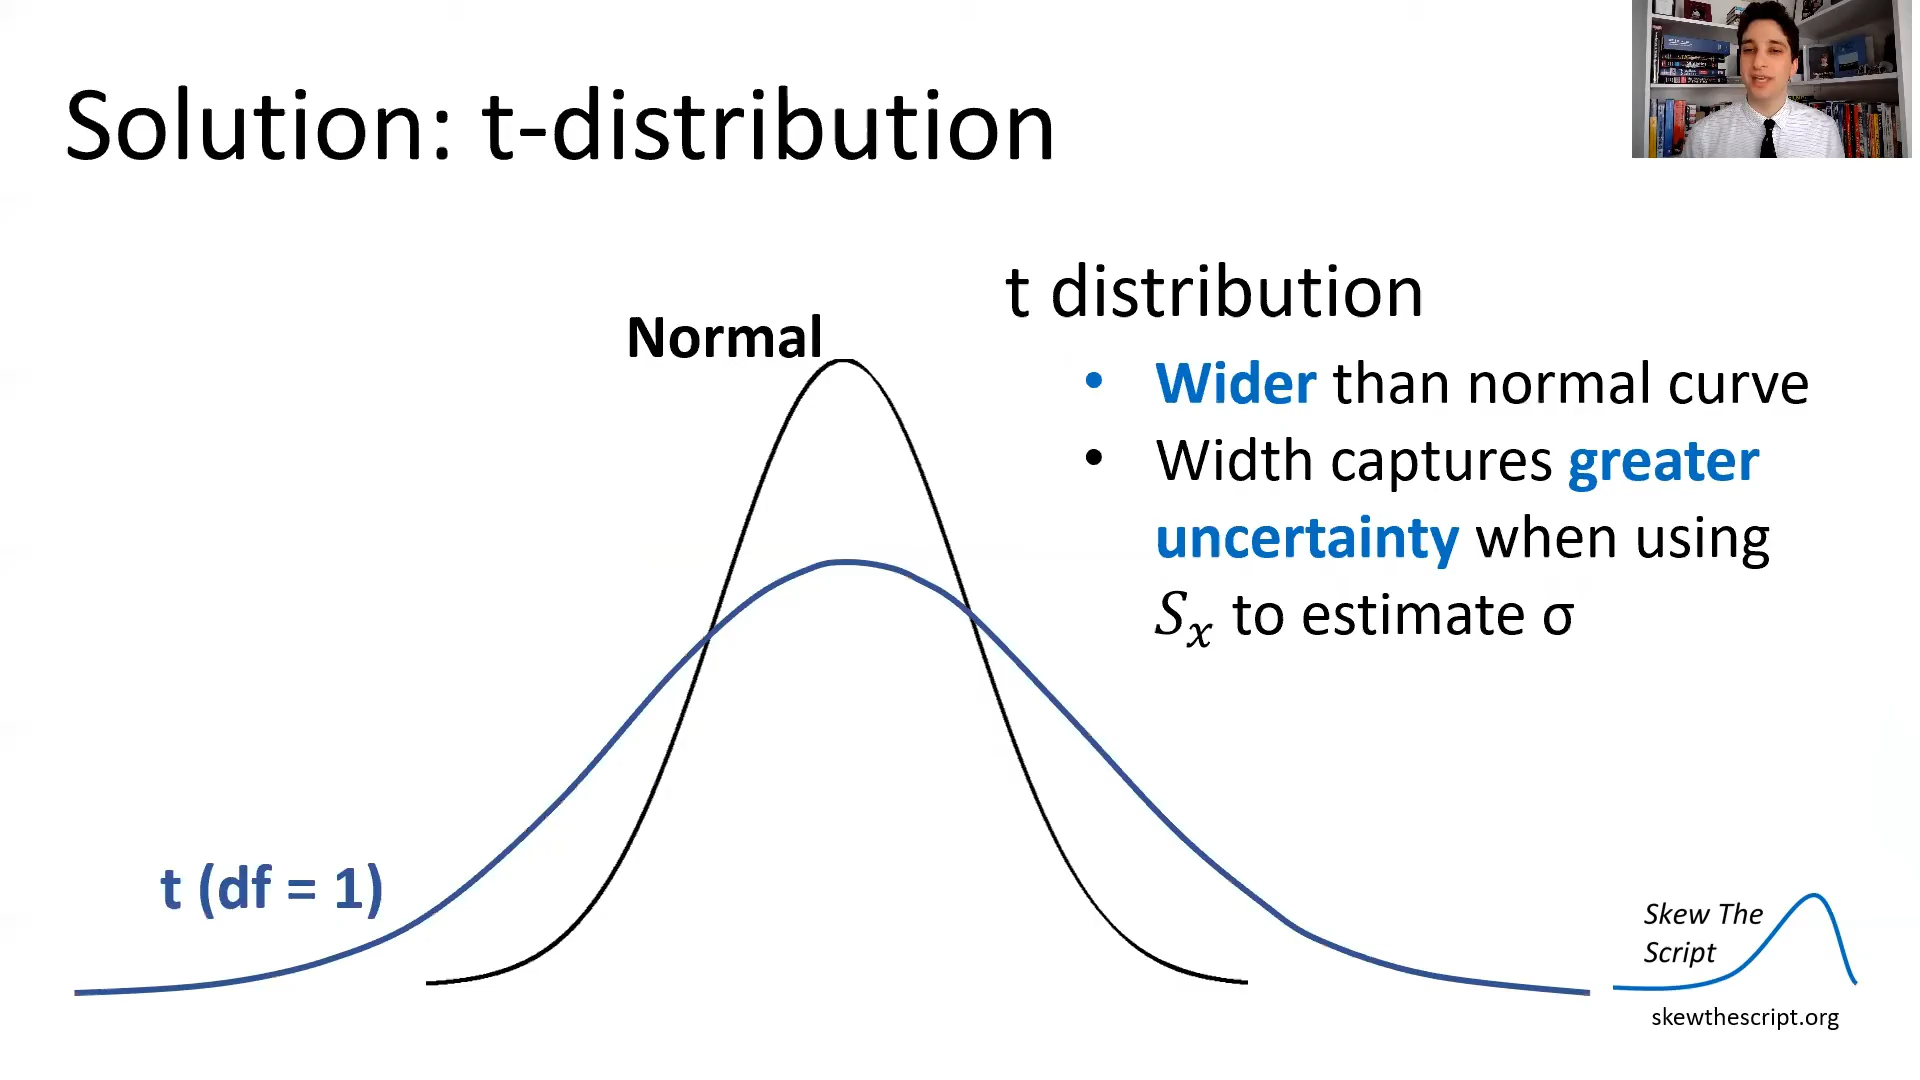 Solution: t-distribution
t distribution
Normal
• Wider than normal curve
• Width captures greater
uncertainty when using
Sₓ to estimate σ
t (df = 1)
Skew The
Script
skewthescript.org